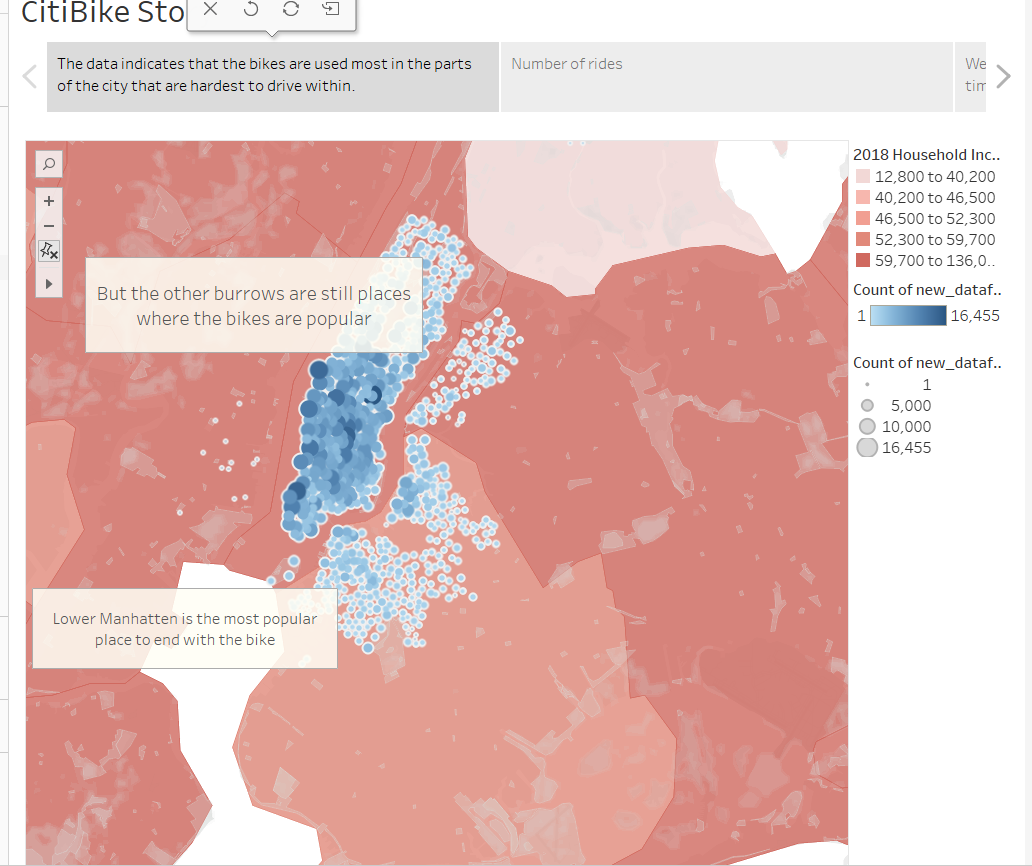 CitiBike Sto
The data indicates that the bikes are used most in the parts
of the city that are hardest to drive within.
Number of rides
We
tim
But the other burrows are still places
where the bikes are popular
Lower Manhatten is the most popular
place to end with the bike
2018 Household Inc..
12,800 to 40,200
40,200 to 46,500
46,500 to 52,300
52,300 to 59,700
59,700 to 136,0..
Count of new_dataf..
1 16,455
Count of new_dataf..
1
5,000
10,000
16,455